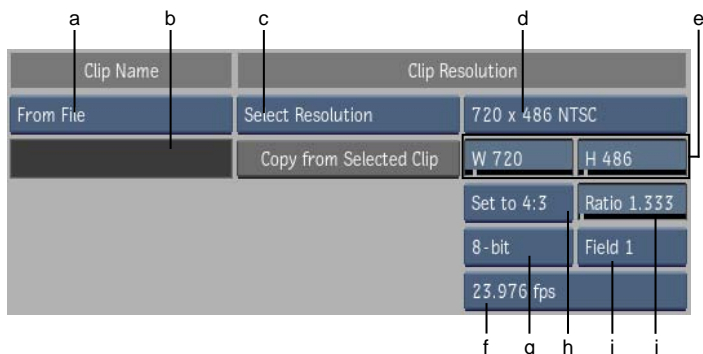 a b c d e
Clip Name Clip Resolution
From File Select Resolution 720 x 486 NTSC
Copy from Selected Clip W 720 H 486
Set to 4:3 Ratio 1.333
8-bit Field 1
23.976 fps
f g h i j